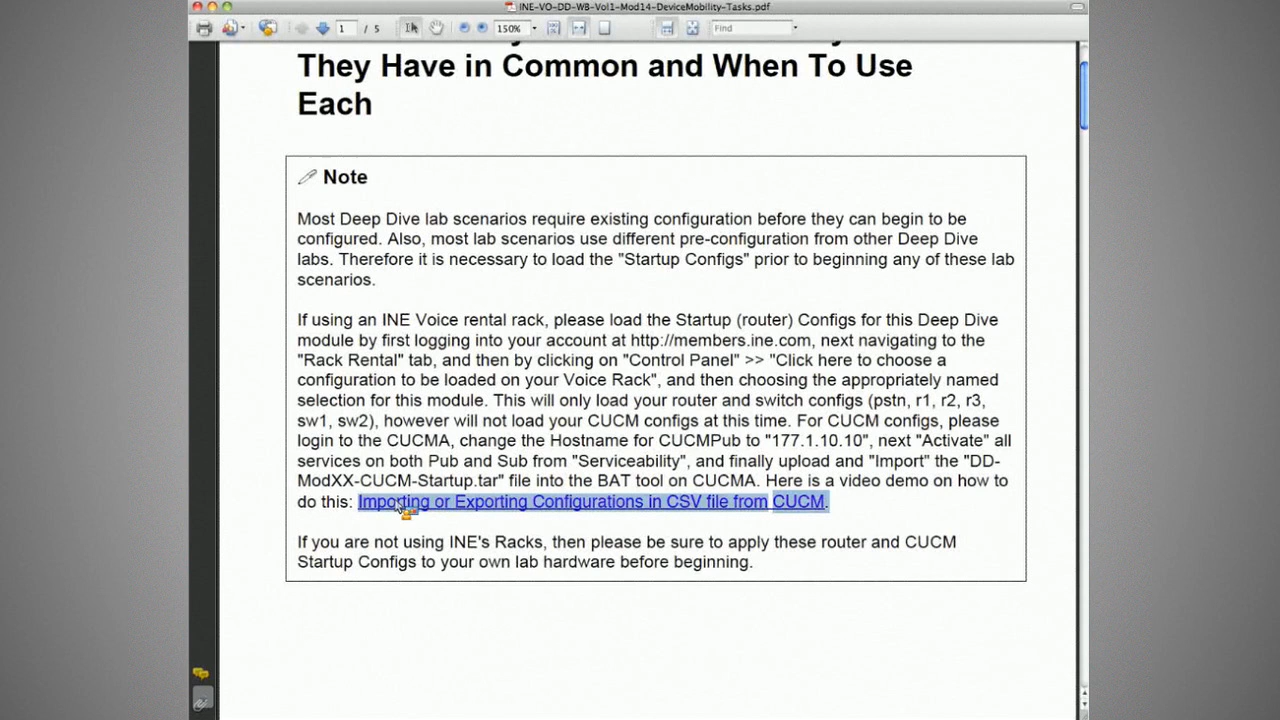 INE-VO-DD-WB-Vol1-Mod14-DeviceMobility-Tasks.pdf
1 / 5
150%
Find
They Have in Common and When To Use
Each
Note
Most Deep Dive lab scenarios require existing configuration before they can begin to be
configured. Also, most lab scenarios use different pre-configuration from other Deep Dive
labs. Therefore it is necessary to load the "Startup Configs" prior to beginning any of these lab
scenarios.
If using an INE Voice rental rack, please load the Startup (router) Configs for this Deep Dive
module by first logging into your account at http://members.ine.com, next navigating to the
"Rack Rental" tab, and then by clicking on "Control Panel" >> "Click here to choose a
configuration to be loaded on your Voice Rack", and then choosing the appropriately named
selection for this module. This will only load your router and switch configs (pstn, r1, r2, r3,
sw1, sw2), however will not load your CUCM configs at this time. For CUCM configs, please
login to the CUCMA, change the Hostname for CUCMPub to "177.1.10.10", next "Activate" all
services on both Pub and Sub from "Serviceability", and finally upload and "Import" the "DD-
ModXX-CUCM-Startup.tar" file into the BAT tool on CUCMA. Here is a video demo on how to
do this: Importing or Exporting Configurations in CSV file from CUCM.
If you are not using INE's Racks, then please be sure to apply these router and CUCM
Startup Configs to your own lab hardware before beginning.